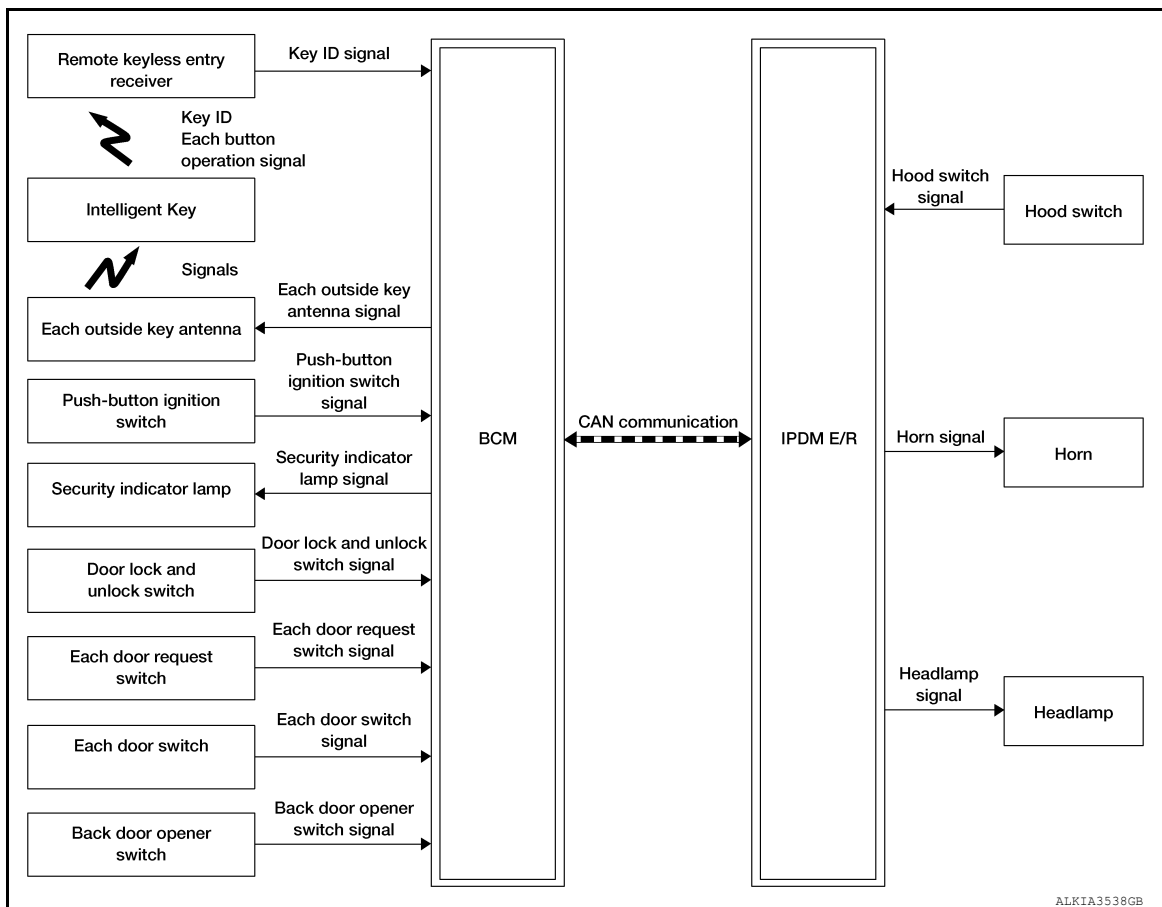 Remote keyless entry
receiver
Key ID signal
Key ID
Each button
operation signal
Intelligent Key
Signals
Each outside key
antenna signal
Each outside key antenna
Push-button
ignition switch
signal
Push-button ignition
switch
Security indicator
lamp signal
Security indicator lamp
Door lock and unlock
switch signal
Door lock and
unlock switch
Each door request
switch signal
Each door request
switch
Each door switch
signal
Each door switch
Back door opener
switch signal
Back door opener
switch
BCM
CAN communication
IPDM E/R
Hood switch
signal
Hood switch
Horn signal
Horn
Headlamp
signal
Headlamp
ALKIA3538GB